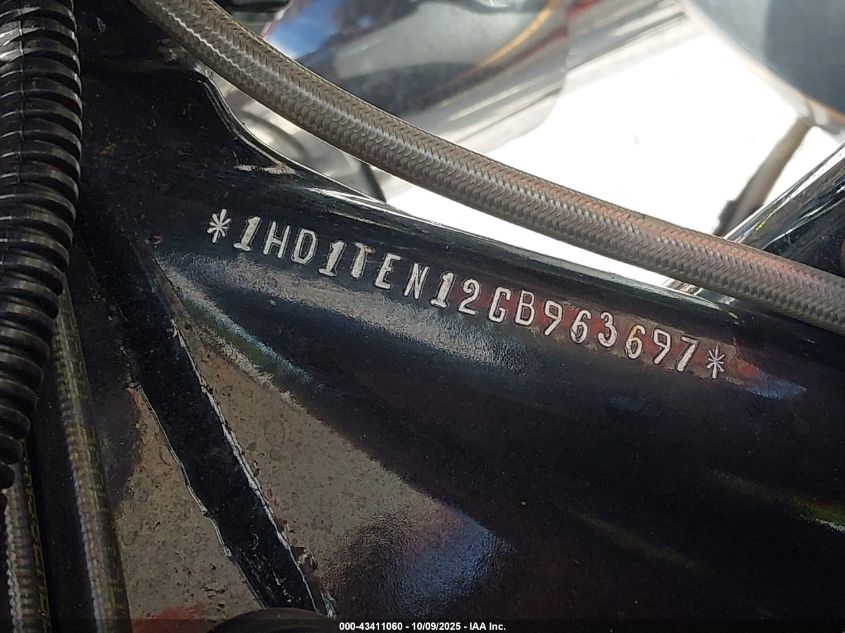 *1HD1TEN12GB963697*
000-43411060 - 10/09/2025 - IAA Inc.